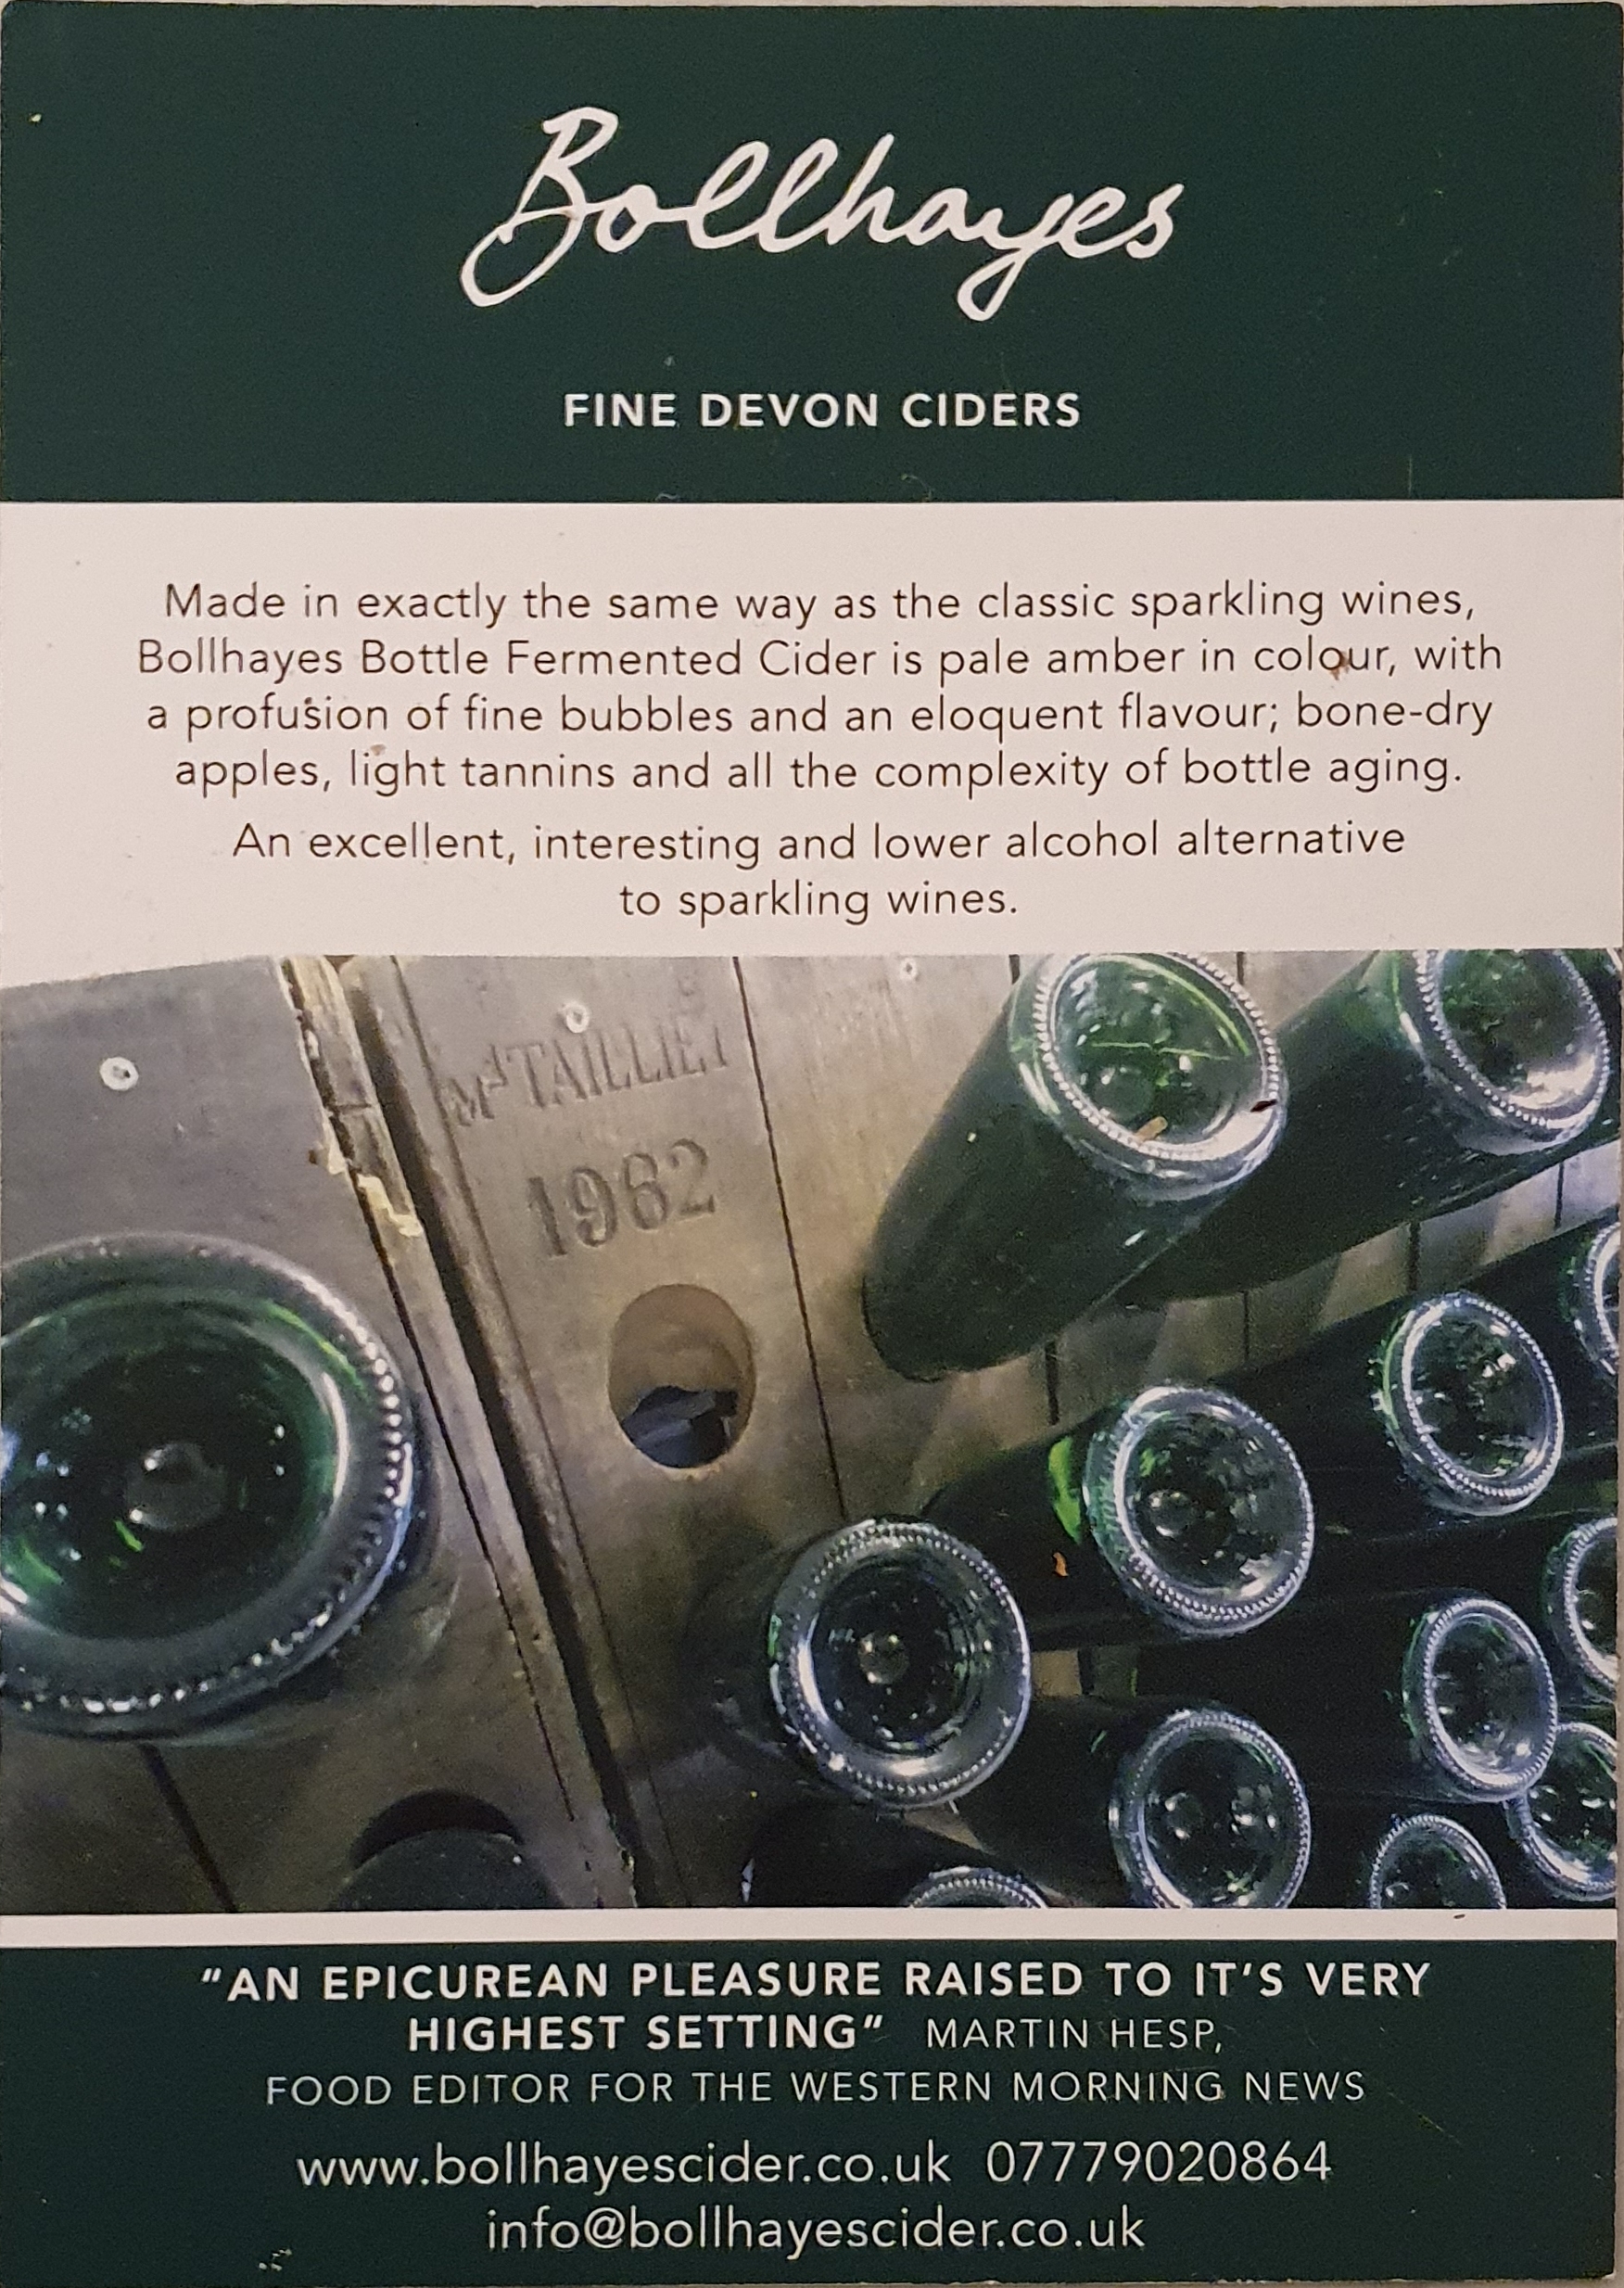 Bollhayes
FINE DEVON CIDERS
Made in exactly the same way as the classic sparkling wines,
Bollhayes Bottle Fermented Cider is pale amber in colour, with
a profusion of fine bubbles and an eloquent flavour; bone-dry
apples, light tannins and all the complexity of bottle aging.
An excellent, interesting and lower alcohol alternative
to sparkling wines.
Md TAILLIET
1962
"AN EPICUREAN PLEASURE RAISED TO IT'S VERY
HIGHEST SETTING" MARTIN HESP,
FOOD EDITOR FOR THE WESTERN MORNING NEWS
www.bollhayescider.co.uk 07779020864
info@bollhayescider.co.uk